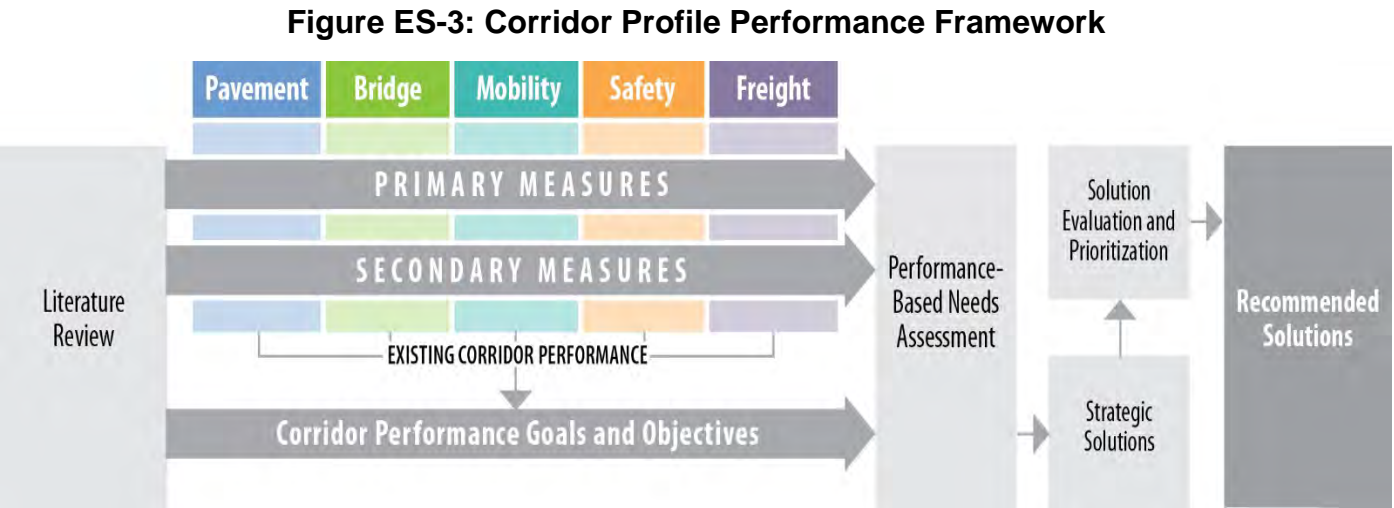 Figure ES-3: Corridor Profile Performance Framework
Pavement
Bridge
Mobility
Safety
Freight
PRIMARY MEASURES
SECONDARY MEASURES
EXISTING CORRIDOR PERFORMANCE
Corridor Performance Goals and Objectives
Literature
Review
Performance-
Based Needs
Assessment
Solution
Evaluation and
Prioritization
Strategic
Solutions
Recommended
Solutions